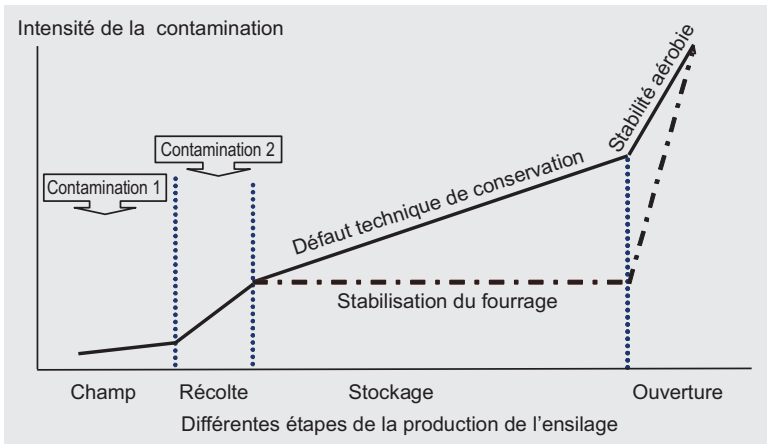 Intensité de la contamination
Stabilité aérobie
Contamination 2
Contamination 1
Défaut technique de conservation
Stabilisation du fourrage
Champ Récolte Stockage Ouverture
Différentes étapes de la production de l'ensilage